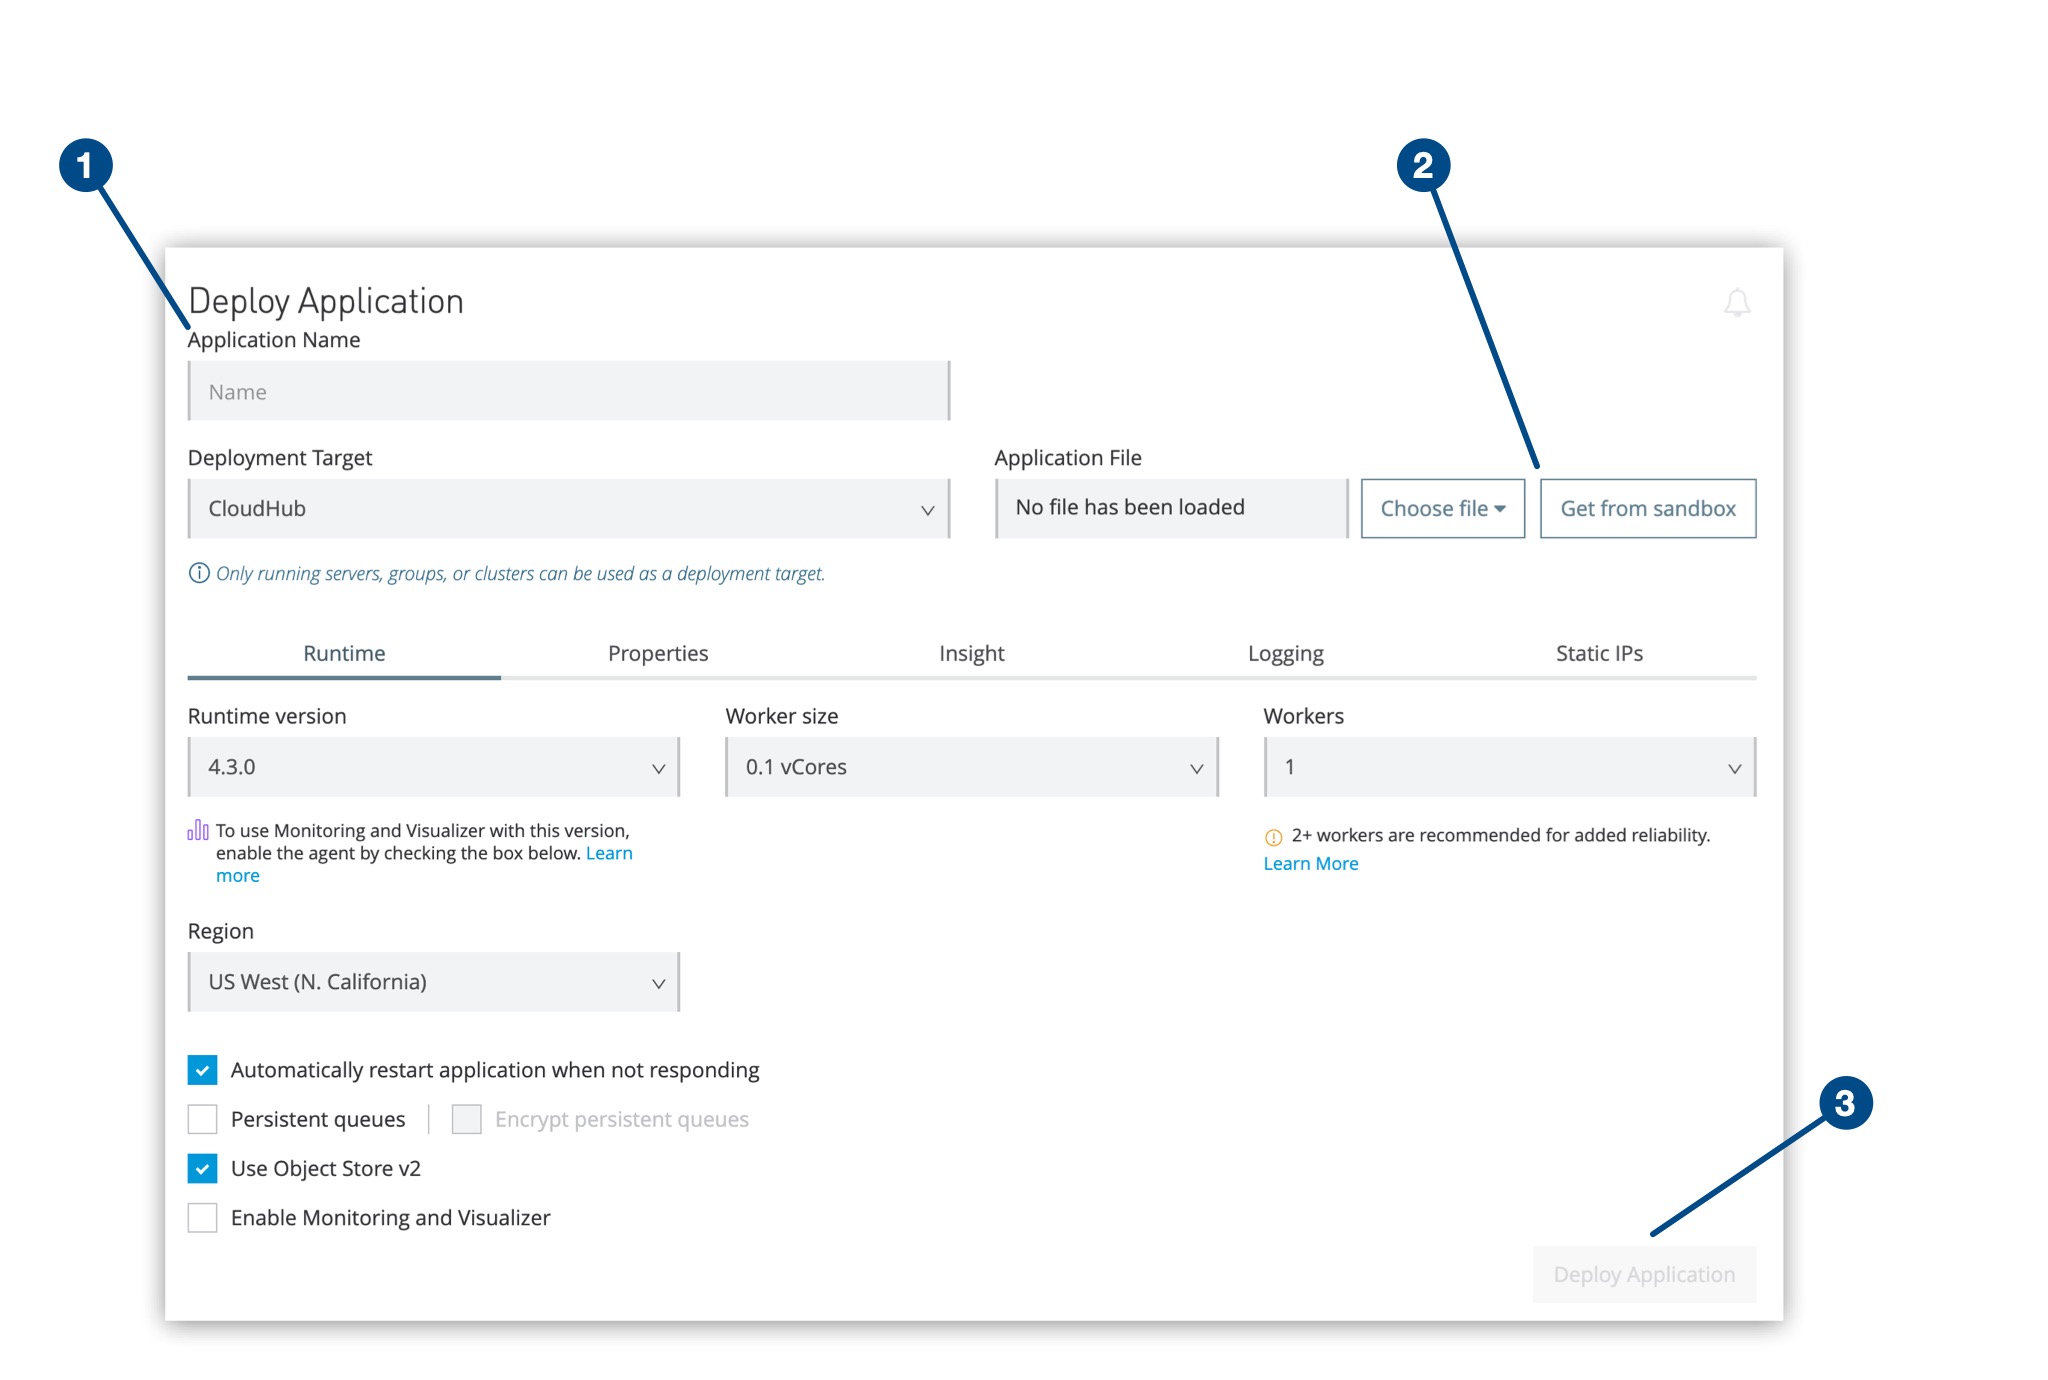 1
2
Deploy Application
Application Name
Name
Deployment Target
Application File
CloudHub
No file has been loaded
Choose file
Get from sandbox
Only running servers, groups, or clusters can be used as a deployment target.
Runtime
Properties
Insight
Logging
Static IPs
Runtime version
Worker size
Workers
4.3.0
0.1 vCores
1
To use Monitoring and Visualizer with this version,
enable the agent by checking the box below. Learn
more
2+ workers are recommended for added reliability.
Learn More
Region
US West (N. California)
Automatically restart application when not responding
Persistent queues
Encrypt persistent queues
Use Object Store v2
Enable Monitoring and Visualizer
3
Deploy Application